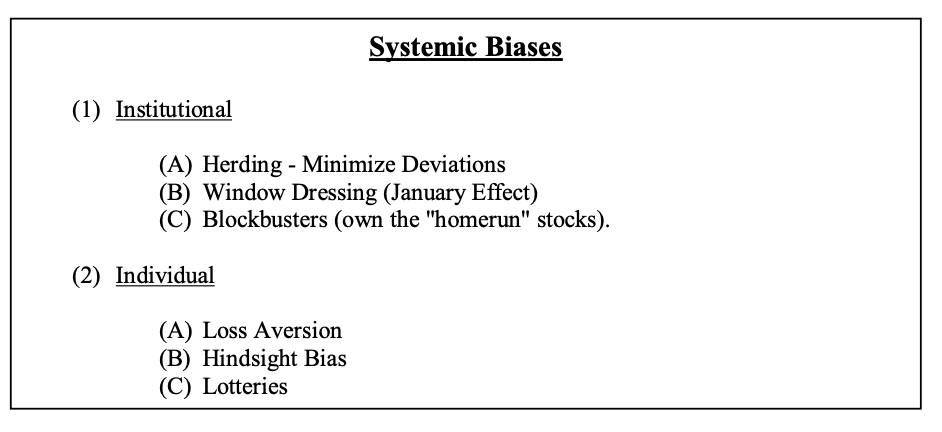 Systemic Biases
(1) Institutional
(A) Herding - Minimize Deviations
(B) Window Dressing (January Effect)
(C) Blockbusters (own the "homerun" stocks).
(2) Individual
(A) Loss Aversion
(B) Hindsight Bias
(C) Lotteries